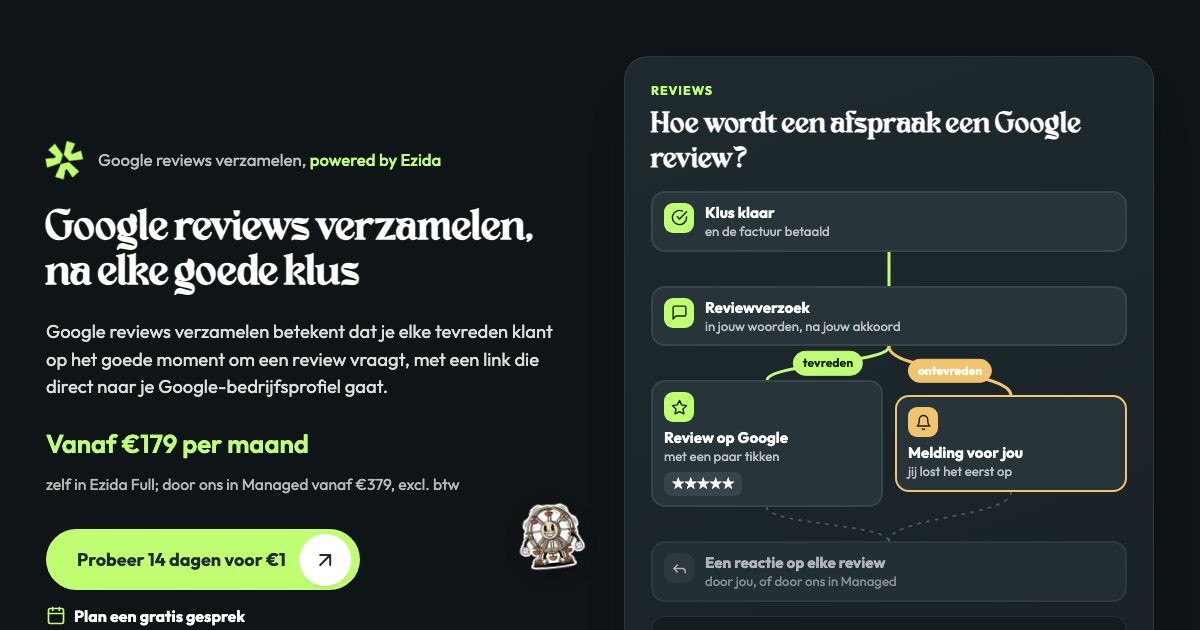 Google reviews verzamelen, powered by Ezida
Google reviews verzamelen,
na elke goede klus
Google reviews verzamelen betekent dat je elke tevreden klant
op het goede moment om een review vraagt, met een link die
direct naar je Google-bedrijfsprofiel gaat.
Vanaf €179 per maand
zelf in Ezida Full; door ons in Managed vanaf €379, excl. btw
Probeer 14 dagen voor €1
Plan een gratis gesprek
REVIEWS
Hoe wordt een afspraak een Google
review?
Klus klaar
en de factuur betaald
Reviewverzoek
in jouw woorden, na jouw akkoord
tevreden
ontevreden
Review op Google
met een paar tikken
★★★★★
Melding voor jou
jij lost het eerst op
Een reactie op elke review
door jou, of door ons in Managed